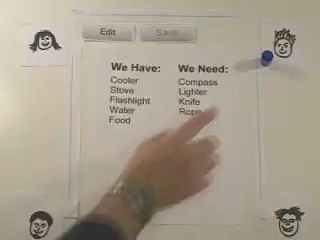 Edit Save
We Have: We Need:
Cooler Compass
Stove Lighter
Flashlight Knife
Water Rope
Food